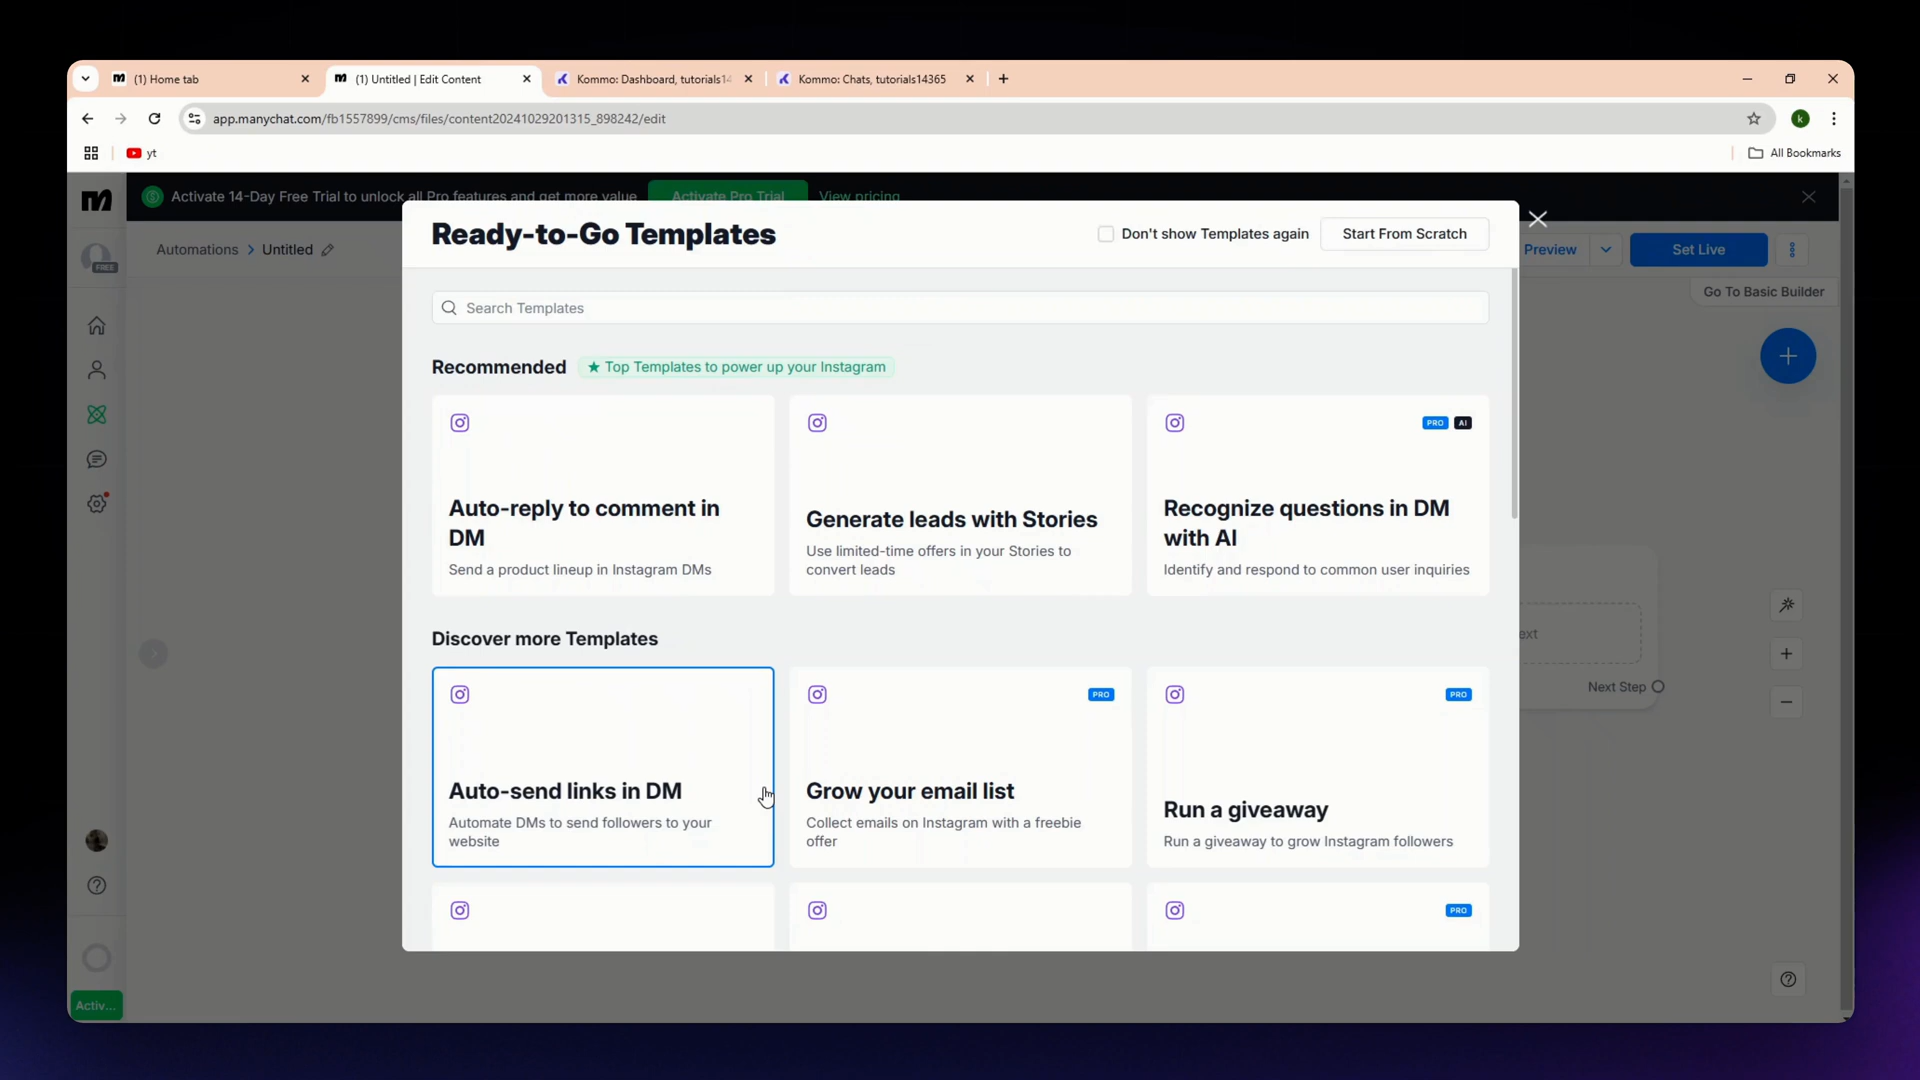 (1) Home tab
(1) Untitled | Edit Content
Kommo: Dashboard, tutorials14
Kommo: Chats, tutorials14365
app.manychat.com/fb1557899/cms/files/content20241029201315_898242/edit
k
yt
All Bookmarks
Activate 14-Day Free Trial to unlock all Pro features and get more value
Activate Pro Trial
View pricing
FREE
Automations > Untitled
Preview
Set Live
Go To Basic Builder
Ready-to-Go Templates
Don't show Templates again
Start From Scratch
Search Templates
Recommended
★ Top Templates to power up your Instagram
Auto-reply to comment in
DM
Send a product lineup in Instagram DMs
Generate leads with Stories
Use limited-time offers in your Stories to
convert leads
PRO AI
Recognize questions in DM
with AI
Identify and respond to common user inquiries
Discover more Templates
Auto-send links in DM
Automate DMs to send followers to your
website
PRO
Grow your email list
Collect emails on Instagram with a freebie
offer
PRO
Run a giveaway
Run a giveaway to grow Instagram followers
PRO
ext
Next Step
Activ...